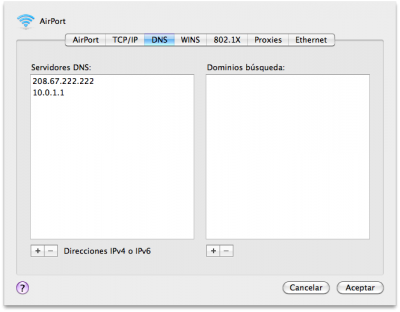 AirPort
AirPort TCP/IP DNS WINS 802.1X Proxies Ethernet
Servidores DNS:
208.67.222.222
10.0.1.1
Dominios búsqueda:
+ − Direcciones IPv4 o IPv6
+ −
? Cancelar Aceptar